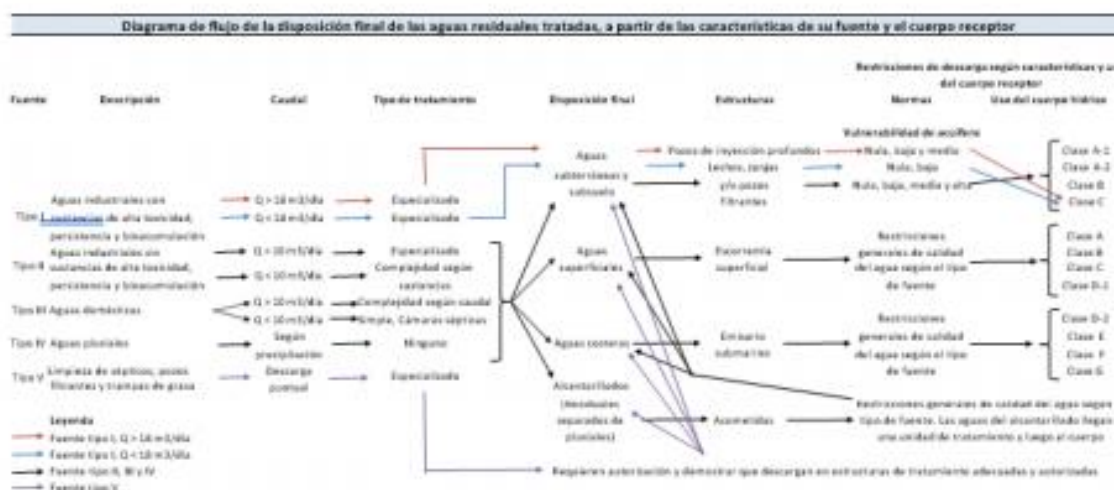 Diagrama de flujo de la disposición final de las aguas residuales tratadas, a partir de las características de su fuente y el cuerpo receptor
Restricciones de descarga según características y u
del cuerpo receptor
Fuente Descripción Caudal Tipo de tratamiento Disposición final Estructuras Normas Uso del cuerpo hídrico
Vulnerabilidad de acuífero
Pozos de inyección profundos Nula, baja y media
Lechos, zanjas Nula, baja
y/o pozos Nula, baja, media y alta
filtrantes
Aguas
subterráneas y
subsuelo
Clase A-1
Clase A-2
Clase B
Clase C
Tipo I
Aguas industriales con
sustancias de alta toxicidad,
persistencia y bioacumulación
Q > 18 m3/día Especializado
Q < 18 m3/día Especializado
Tipo II
Aguas industriales sin
sustancias de alta toxicidad,
persistencia y bioacumulación
Q > 10 m3/día Especializado
Q < 10 m3/día Complejidad según
sustancias
Aguas
superficiales
Escorrentía
superficial
Restricciones
generales de calidad
del agua según el tipo
de fuente
Clase A
Clase B
Clase C
Clase D-1
Tipo III Aguas domésticas
Q > 10 m3/día Complejidad según caudal
Q < 10 m3/día Simple, Cámaras sépticas
Tipo IV Aguas pluviales Según
precipitación Ninguno
Aguas costeras
Emisario
submarino
Restricciones
generales de calidad
del agua según el tipo
de fuente
Clase D-2
Clase E
Clase F
Clase G
Tipo V
Limpieza de sépticos, pozos
filtrantes y trampas de grasa
Descarga
puntual
Especializado
Alcantarillados
(Residuales
separados de
pluviales)
Acometidas
Restricciones generales de calidad del agua según
tipo de fuente. Las aguas del alcantarillado llegan
una unidad de tratamiento y luego al cuerpo
Requieren autorización y demostrar que descargan en estructuras de tratamiento adecuadas y autorizadas
Leyenda
Fuente tipo I, Q > 18 m3/día
Fuente tipo I, Q < 18 m3/día
Fuente tipo II, III y IV
Fuente tipo V